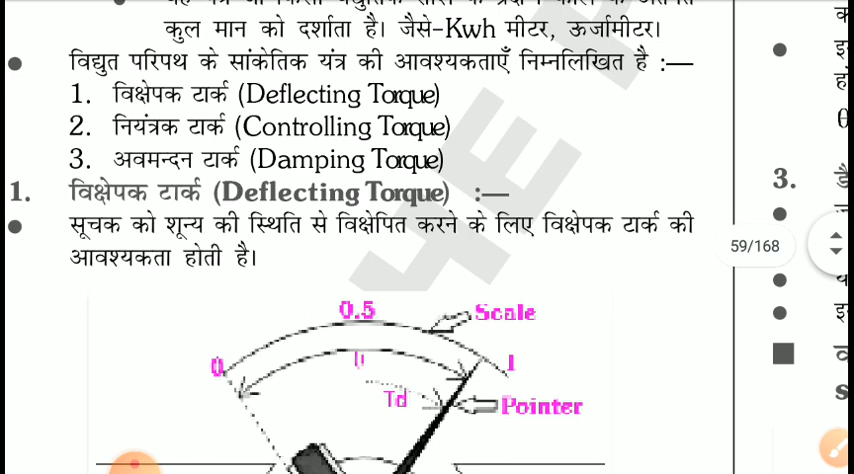 कुल मान को दर्शाता है। जैसे-Kwh मीटर, ऊर्जामीटर।
● विद्युत परिपथ के सांकेतिक यंत्र की आवश्यकताएँ निम्नलिखित है :—
1. विक्षेपक टार्क (Deflecting Torque)
2. नियंत्रक टार्क (Controlling Torque)
3. अवमन्दन टार्क (Damping Torque)
1. विक्षेपक टार्क (Deflecting Torque) :—
● सूचक को शून्य की स्थिति से विक्षेपित करने के लिए विक्षेपक टार्क की
आवश्यकता होती है।
0.5
Scale
0
1
Td
Pointer
3.
59/168